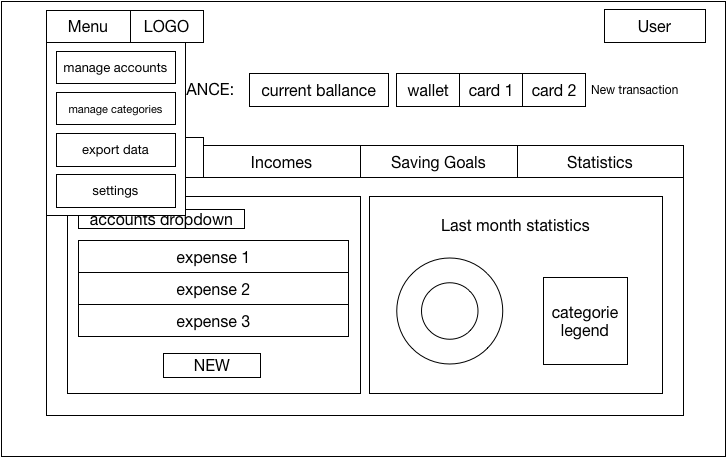 Menu
LOGO
User
manage accounts
manage categories
export data
settings
ANCE:
current ballance
wallet
card 1
card 2
New transaction
Incomes
Saving Goals
Statistics
accounts dropdown
expense 1
expense 2
expense 3
NEW
Last month statistics
categorie
legend